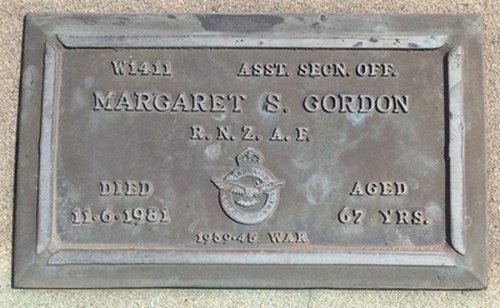 W1411 ASST. SECN. OFF.
MARGARET S. GORDON
R. N. Z. A. F.
DIED AGED
11·6·1981 67 YRS.
1939·45 WAR